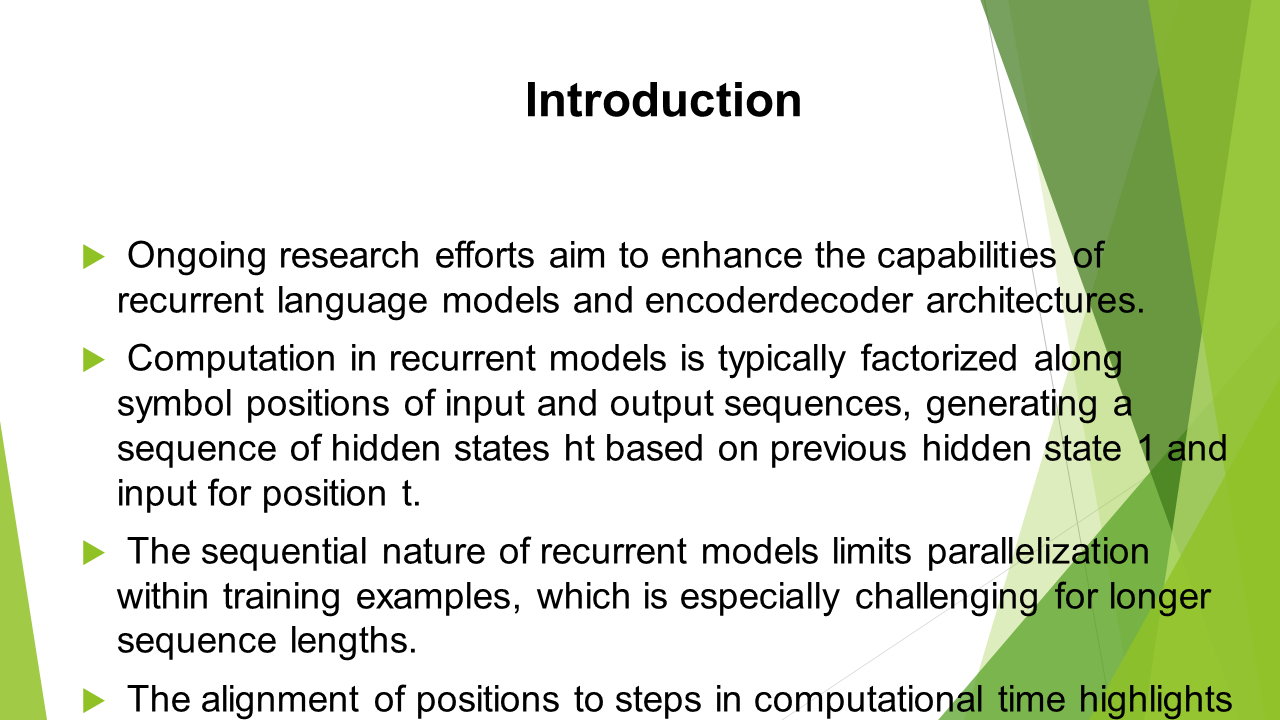 Introduction
Ongoing research efforts aim to enhance the capabilities of
recurrent language models and encoderdecoder architectures.
Computation in recurrent models is typically factorized along
symbol positions of input and output sequences, generating a
sequence of hidden states ht based on previous hidden state 1 and
input for position t.
The sequential nature of recurrent models limits parallelization
within training examples, which is especially challenging for longer
sequence lengths.
The alignment of positions to steps in computational time highlights